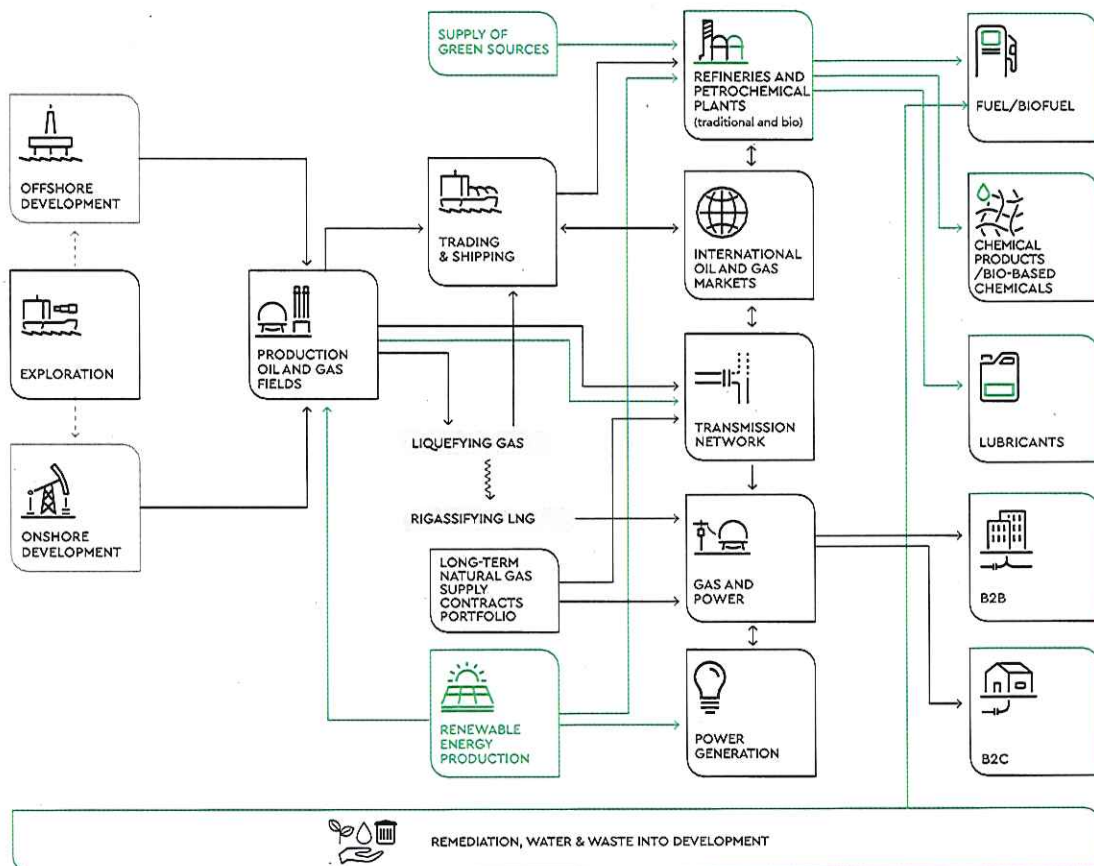 SUPPLY OF
GREEN SOURCES
REFINERIES AND
PETROCHEMICAL
PLANTS
(traditional and bio)
FUEL/BIOFUEL
OFFSHORE
DEVELOPMENT
TRADING
& SHIPPING
INTERNATIONAL
OIL AND GAS
MARKETS
CHEMICAL
PRODUCTS
/BIO-BASED
CHEMICALS
EXPLORATION
PRODUCTION
OIL AND GAS
FIELDS
TRANSMISSION
NETWORK
LUBRICANTS
LIQUEFYING GAS
RIGASSIFYING LNG
ONSHORE
DEVELOPMENT
LONG-TERM
NATURAL GAS
SUPPLY
CONTRACTS
PORTFOLIO
GAS AND
POWER
B2B
RENEWABLE
ENERGY
PRODUCTION
POWER
GENERATION
B2C
REMEDIATION, WATER & WASTE INTO DEVELOPMENT